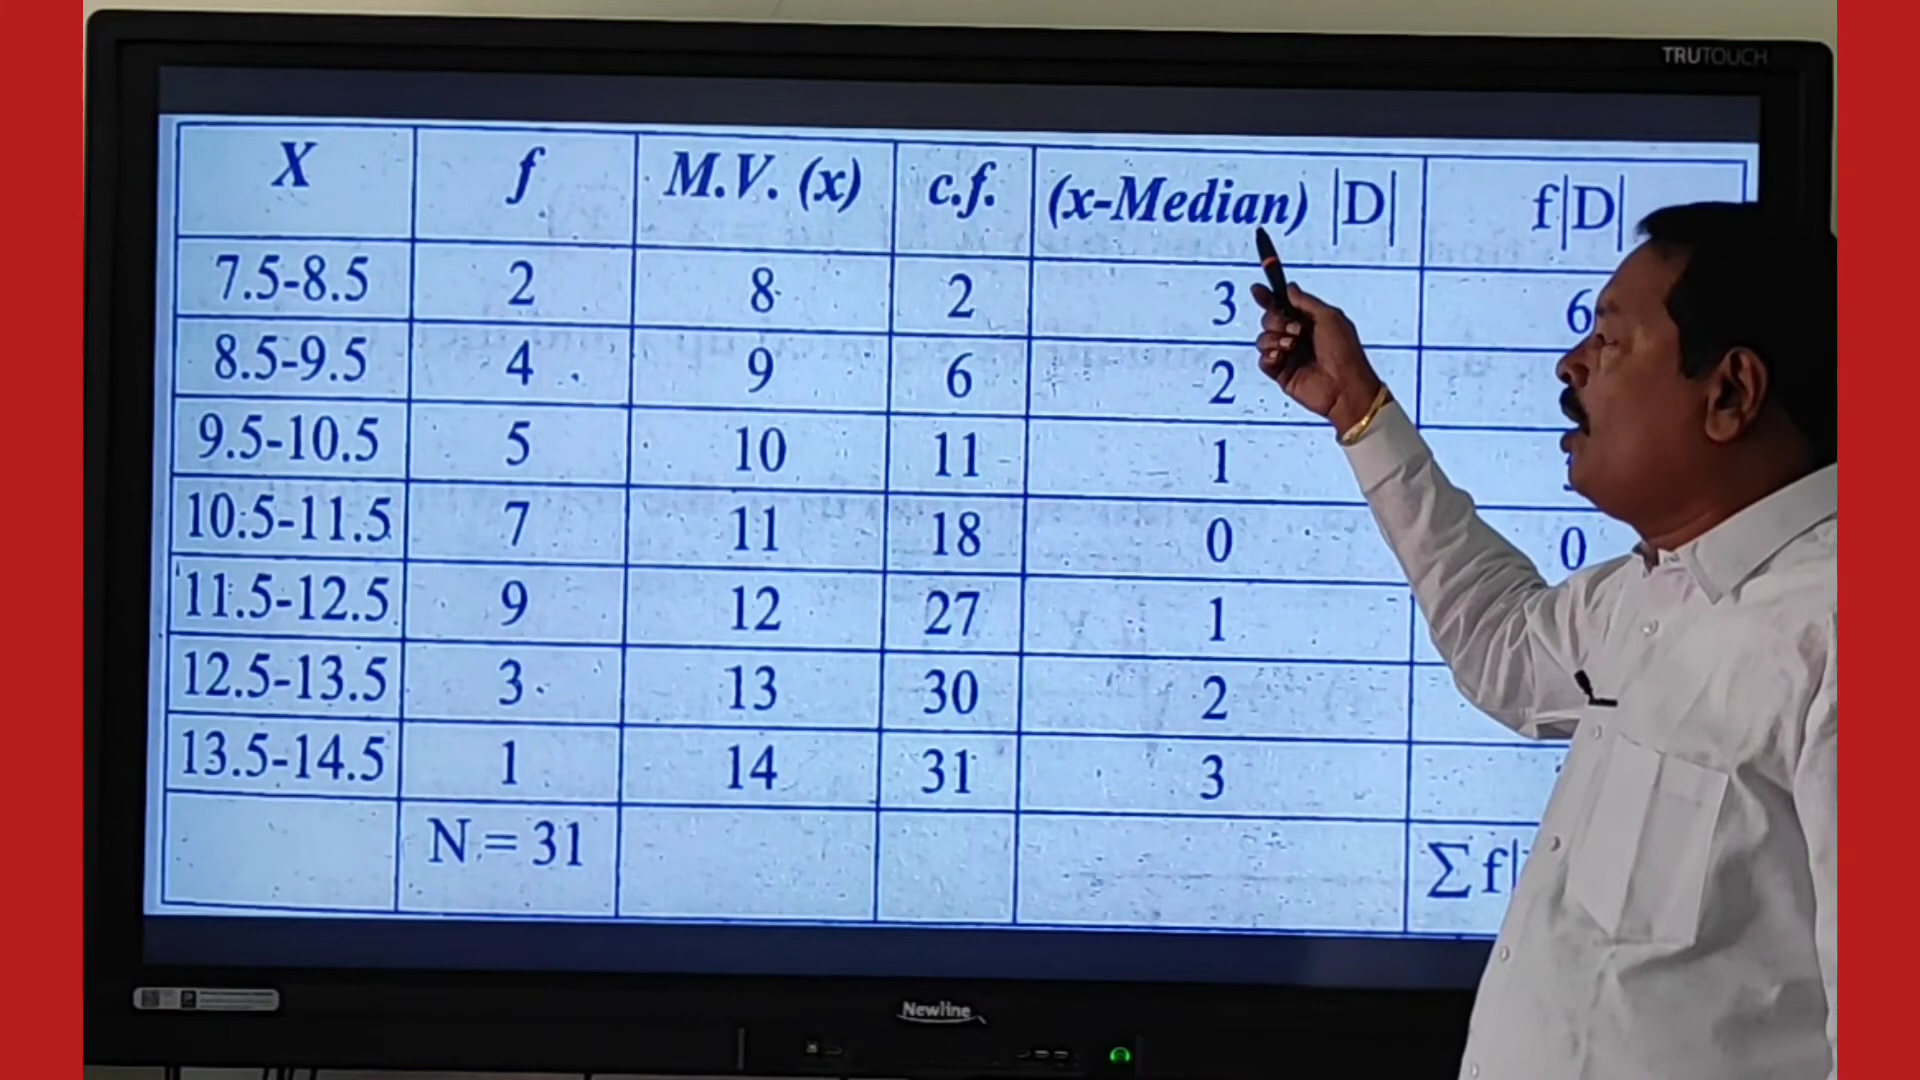 TRUTOUCH
X f M.V. (x) c.f. (x-Median) |D| f|D|
7.5-8.5 2 8 2 3 6
8.5-9.5 4 9 6 2
9.5-10.5 5 10 11 1
10.5-11.5 7 11 18 0 0
11.5-12.5 9 12 27 1
12.5-13.5 3 13 30 2
13.5-14.5 1 14 31 3
N = 31 ∑f|
Newline